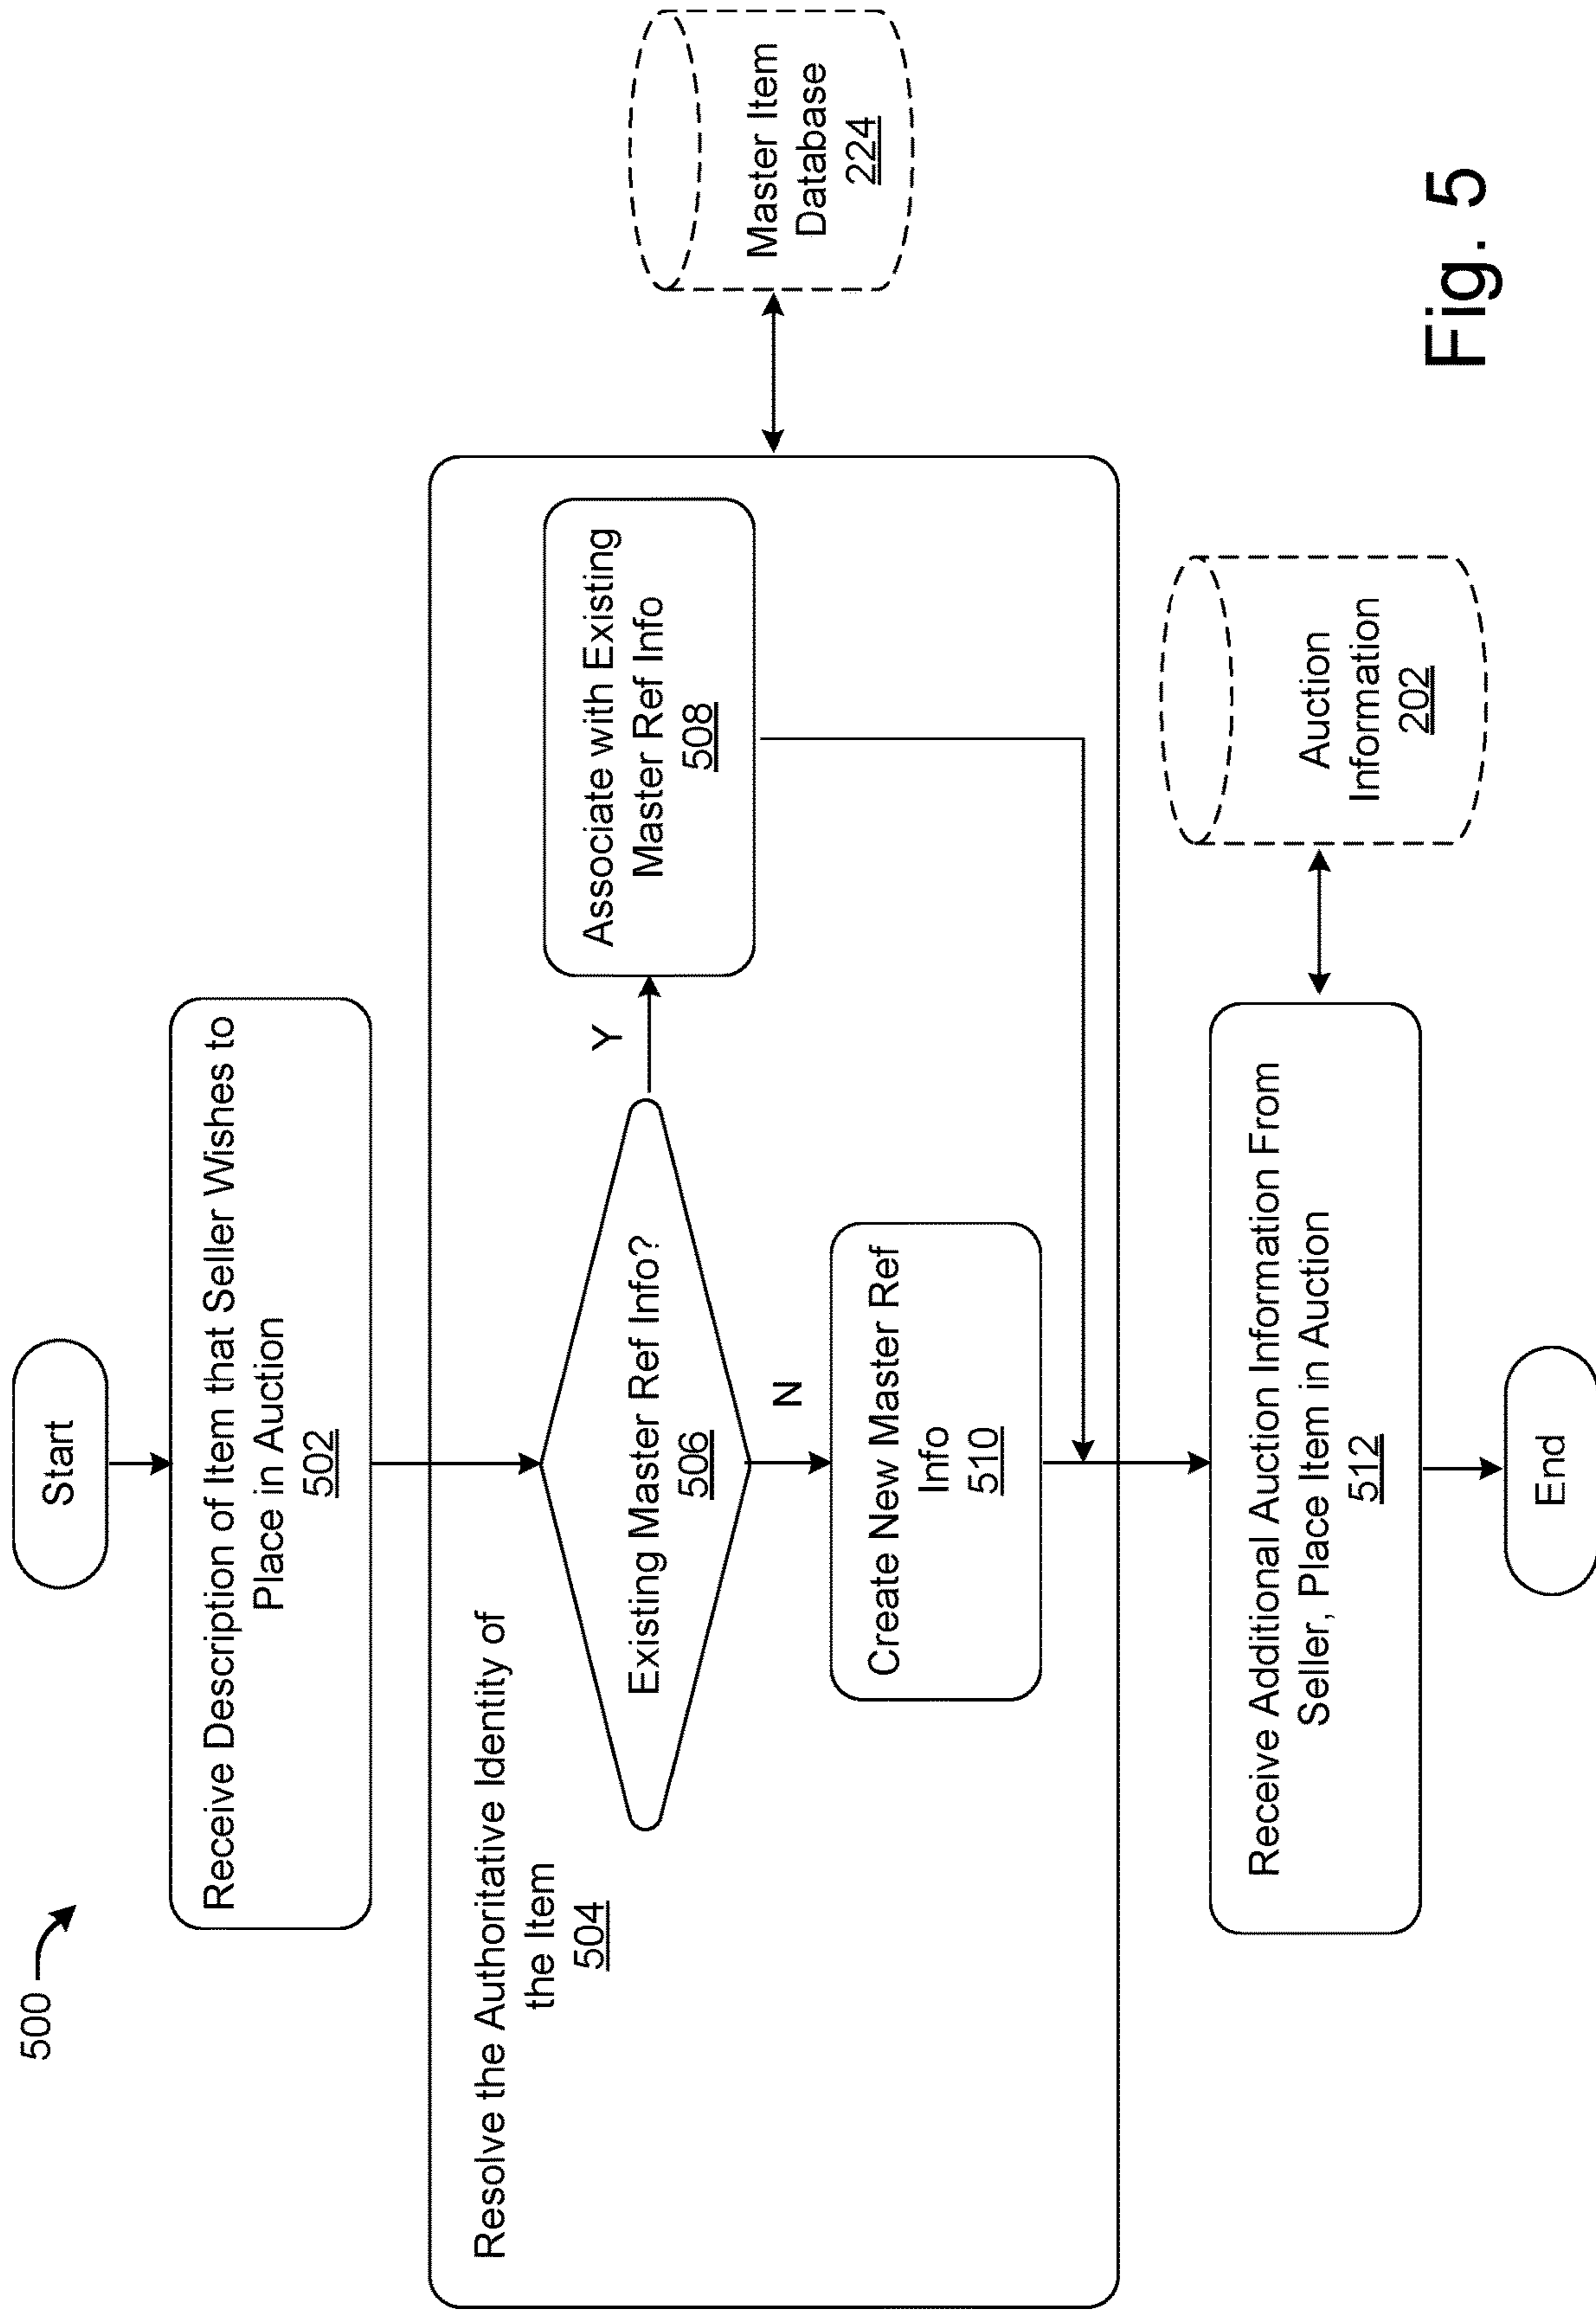 500
Start
Receive Description of Item that Seller Wishes to
Place in Auction
502
Resolve the Authoritative Identity of
the Item
504
Existing Master Ref Info?
506
Y
N
Associate with Existing
Master Ref Info
508
Create New Master Ref
Info
510
Master Item
Database
224
Receive Additional Auction Information From
Seller, Place Item in Auction
512
Auction
Information
202
End
Fig. 5